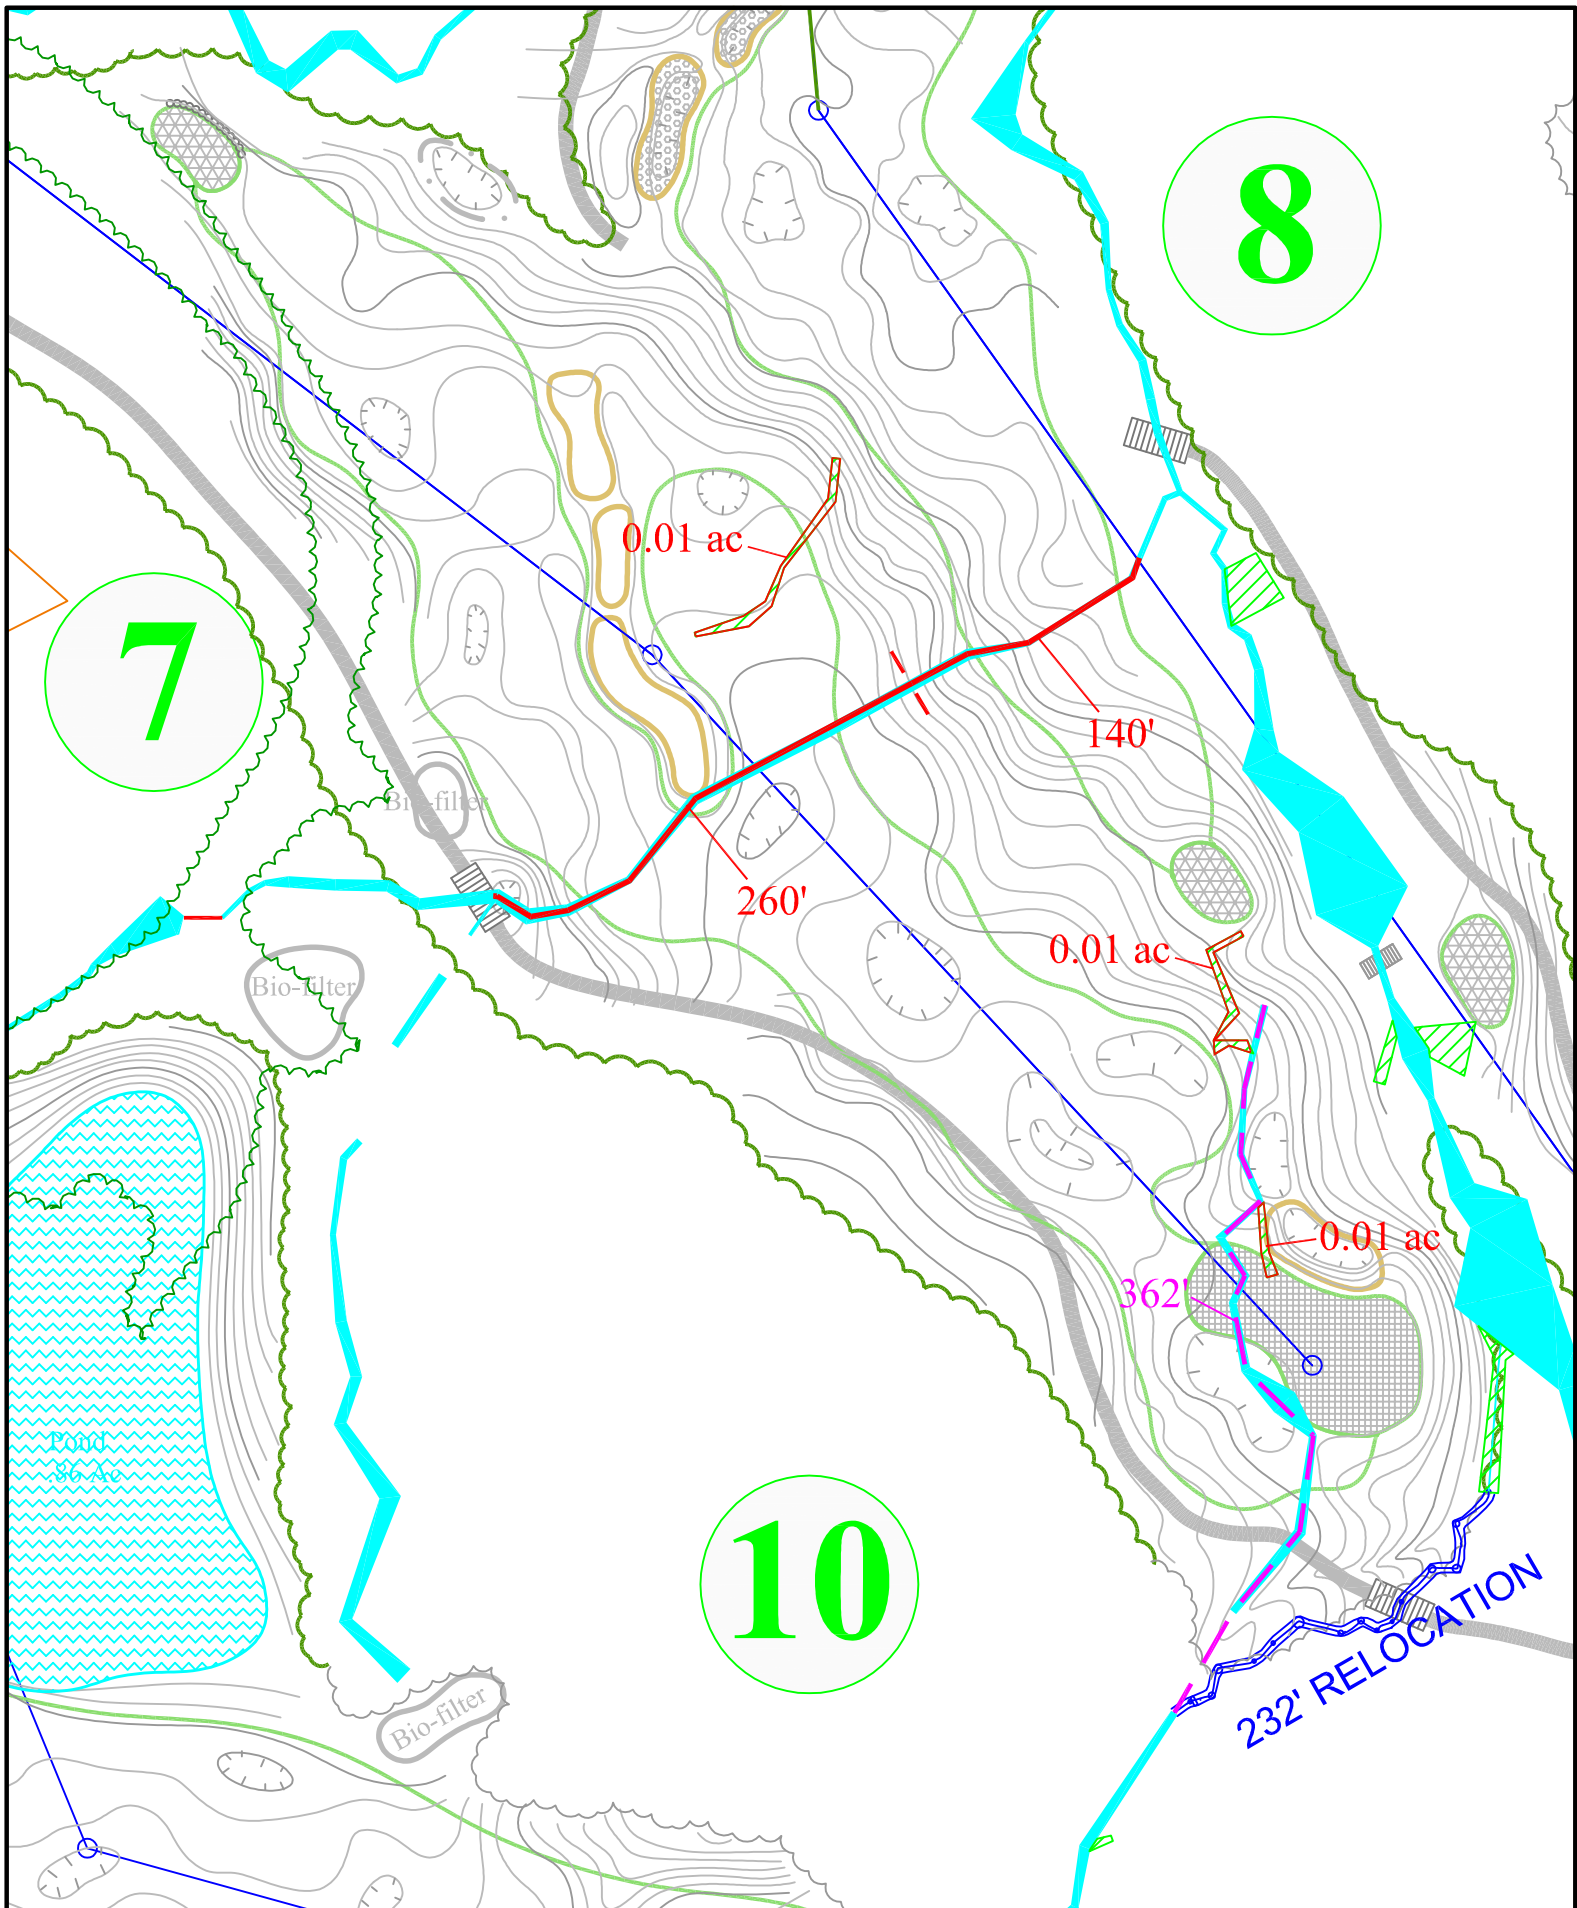 8
0.01 ac
7
140'
Bio-filter
260'
0.01 ac
Bio-filter
0.01 ac
362'
Pond
.86 Ac
10
232' RELOCATION
Bio-filter